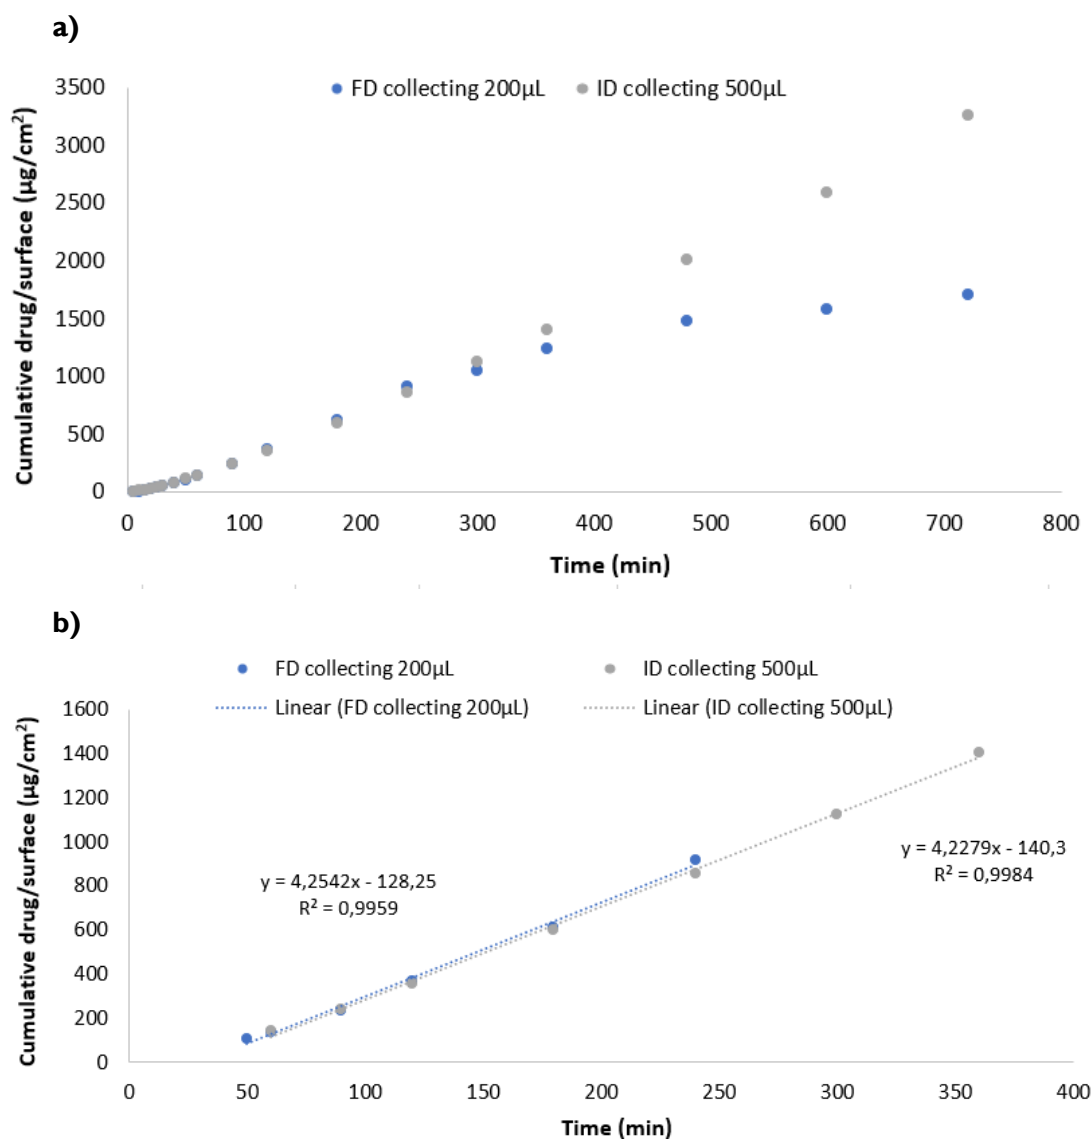 a)
FD collecting 200µL ID collecting 500µL
Cumulative drug/surface (µg/cm²)
3500
3000
2500
2000
1500
1000
500
0
0 100 200 300 400 500 600 700 800
Time (min)
b)
FD collecting 200µL ID collecting 500µL
Linear (FD collecting 200µL) Linear (ID collecting 500µL)
Cumulative drug/surface (µg/cm²)
1600
1400
1200
1000
800
600
400
200
0
y = 4,2542x - 128,25
R² = 0,9959
y = 4,2279x - 140,3
R² = 0,9984
0 50 100 150 200 250 300 350 400
Time (min)